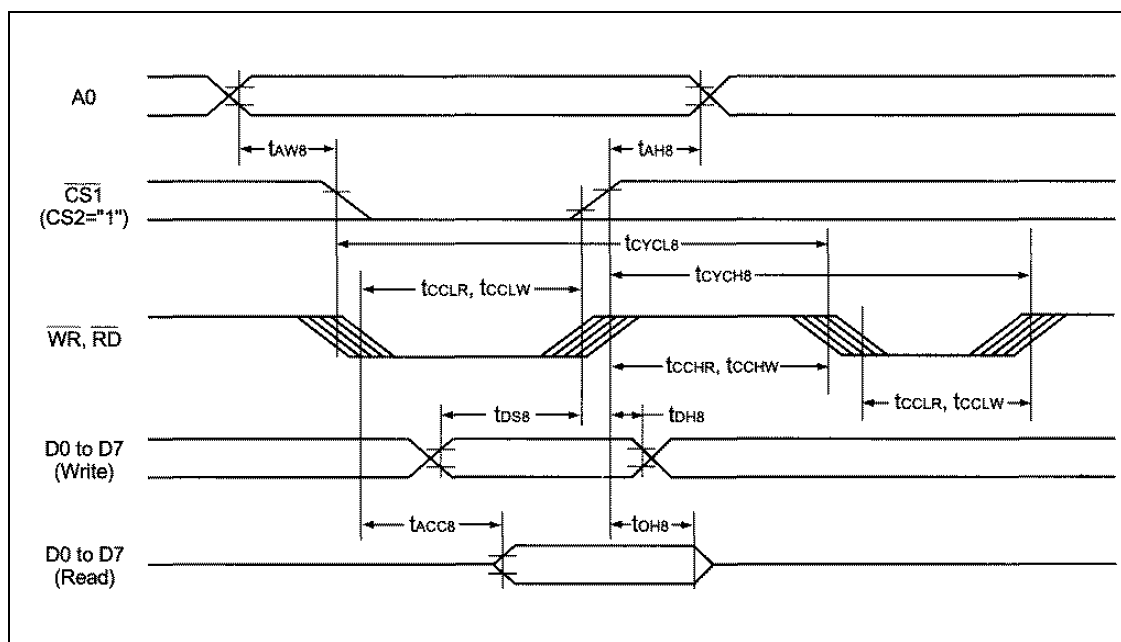 A0
tAW8
tAH8
CS1
(CS2="1")
tCYCL8
tCYCH8
tCCLR, tCCLW
WR, RD
tCCHR, tCCHW
tCCLR, tCCLW
tDS8
tDH8
D0 to D7
(Write)
tACC8
tOH8
D0 to D7
(Read)